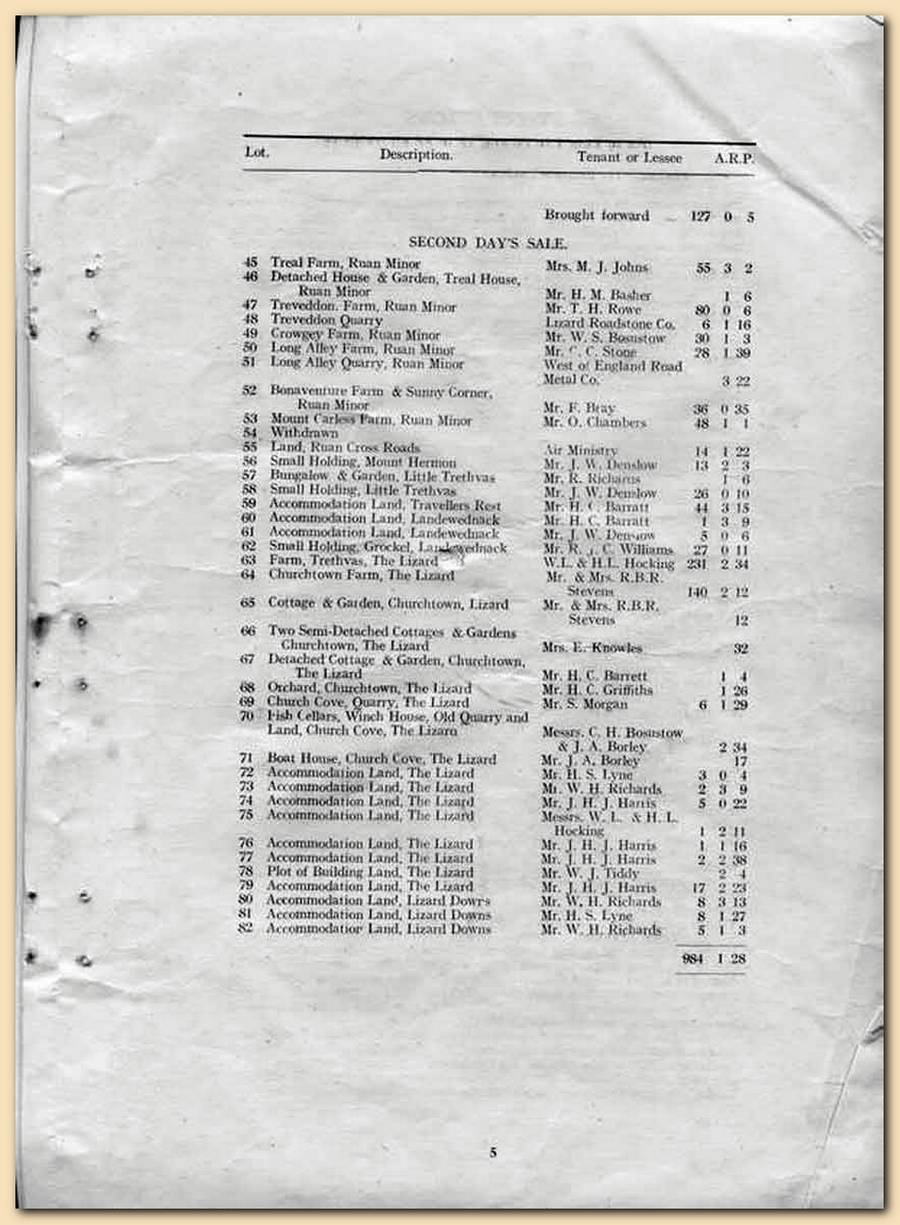 Lot. Description. Tenant or Lessee A.R.P.
Brought forward 127 0 5
SECOND DAY'S SALE.
45 Treal Farm, Ruan Minor Mrs. M. J. Johns 55 3 2
46 Detached House & Garden, Treal House,
Ruan Minor Mr. H. M. Basher 1 6
47 Treveddon. Farm, Ruan Minor Mr. T. H. Rowe 80 0 6
48 Treveddon Quarry Lizard Roadstone Co. 6 1 16
49 Crowgey Farm, Ruan Minor Mr. W. S. Bosustow 30 1 3
50 Long Alley Farm, Ruan Minor Mr. C. C. Stone 28 1 39
51 Long Alley Quarry, Ruan Minor West of England Road
Metal Co. 3 22
52 Bonaventure Farm & Sunny Corner,
Ruan Minor Mr. F. Bray 36 0 35
53 Mount Carless Farm, Ruan Minor Mr. O. Chambers 48 1 1
54 Withdrawn
55 Land, Ruan Cross Roads Air Ministry 14 1 22
56 Small Holding, Mount Hermon Mr. J. W. Denslow 13 2 3
57 Bungalow & Garden, Little Trethvas Mr. R. Richards 1 6
58 Small Holding, Little Trethvas Mr. J. W. Denslow 26 0 10
59 Accommodation Land, Travellers Rest Mr. H. C. Barratt 44 3 15
60 Accommodation Land, Landewednack Mr. H. C. Barratt 1 3 9
61 Accommodation Land, Landewednack Mr. J. W. Denslow 5 0 6
62 Small Holding, Grockel, Landewednack Mr. R. C. Williams 27 0 11
63 Farm, Trethvas, The Lizard W.L. & H.L. Hocking 231 2 34
64 Churchtown Farm, The Lizard Mr. & Mrs. R.B.R.
Stevens 140 2 12
65 Cottage & Garden, Churchtown, Lizard Mr. & Mrs. R.B.R.
Stevens 12
66 Two Semi-Detached Cottages & Gardens
Churchtown, The Lizard Mrs. E. Knowles 32
67 Detached Cottage & Garden, Churchtown,
The Lizard Mr. H. C. Barrett 1 4
68 Orchard, Churchtown, The Lizard Mr. H. C. Griffiths 1 26
69 Church Cove, Quarry, The Lizard Mr. S. Morgan 6 1 29
70 Fish Cellars, Winch House, Old Quarry and
Land, Church Cove, The Lizard Messrs. C. H. Bosustow
& J. A. Borley 2 34
71 Boat House, Church Cove, The Lizard Mr. J. A. Borley 17
72 Accommodation Land, The Lizard Mr. H. S. Lyne 3 0 4
73 Accommodation Land, The Lizard Mr. W. H. Richards 2 3 9
74 Accommodation Land, The Lizard Mr. J. H. J. Harris 5 0 22
75 Accommodation Land, The Lizard Messrs. W. L. & H. L.
Hocking 1 2 11
76 Accommodation Land, The Lizard Mr. J. H. J. Harris 1 1 16
77 Accommodation Land, The Lizard Mr. J. H. J. Harris 2 2 38
78 Plot of Building Land, The Lizard Mr. W. J. Tiddy 2 4
79 Accommodation Land, The Lizard Mr. J. H. J. Harris 17 2 23
80 Accommodation Land, Lizard Downs Mr. W. H. Richards 8 3 13
81 Accommodation Land, Lizard Downs Mr. H. S. Lyne 8 1 27
82 Accommodation Land, Lizard Downs Mr. W. H. Richards 5 1 3
984 1 28
5